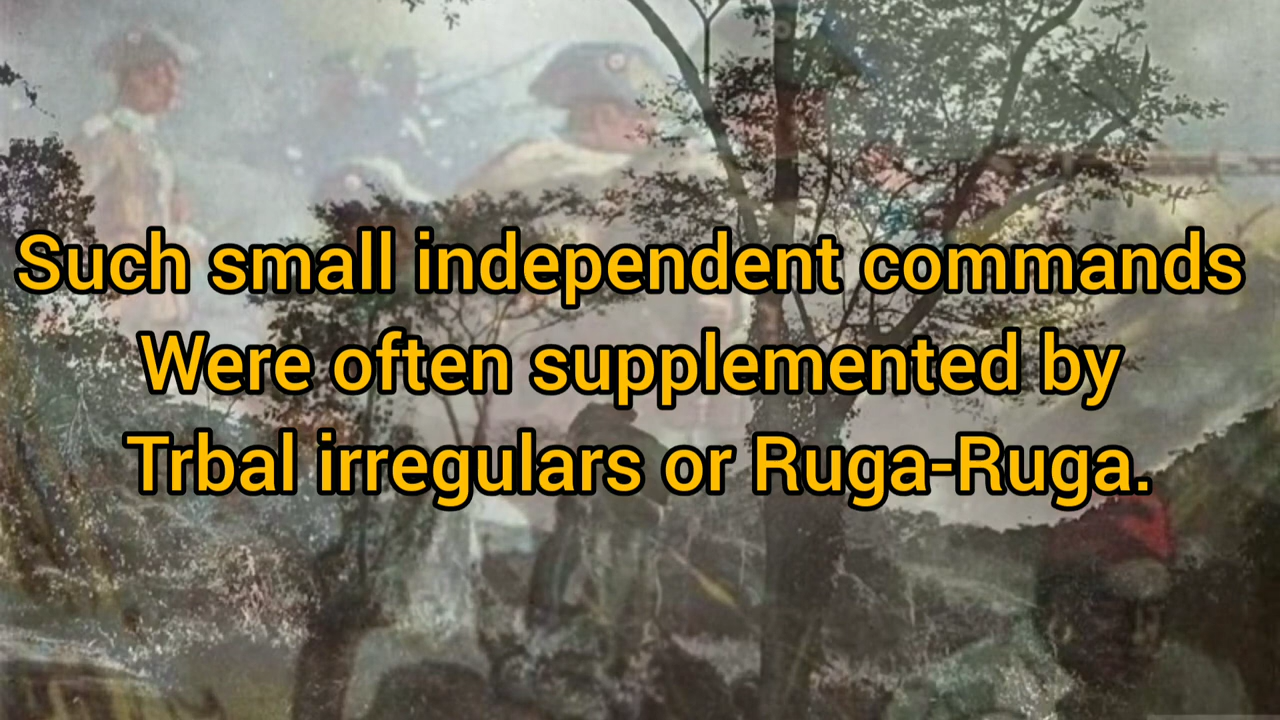 Such small independent commands
Were often supplemented by
Trbal irregulars or Ruga-Ruga.